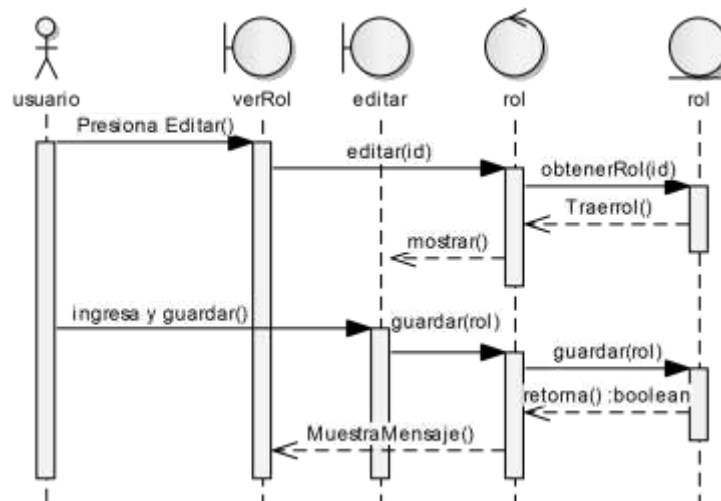 usuario
verRol
editar
rol
rol
Presiona Editar()
editar(id)
obtenerRol(id)
Traerrol()
mostrar()
ingresa y guardar()
guardar(rol)
guardar(rol)
retorna() :boolean
MuestraMensaje()